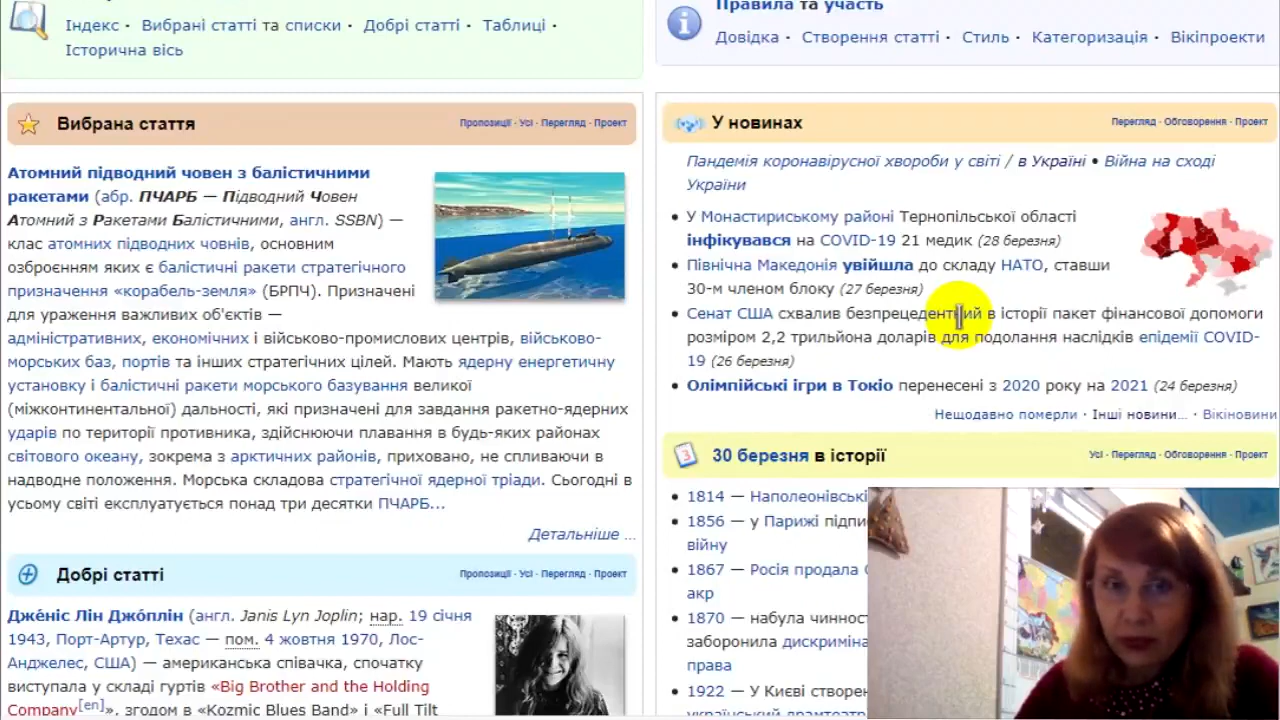 Індекс · Вибрані статті та списки · Добрі статті · Таблиці ·
Історична вісь
Правила та участь
Довідка · Створення статті · Стиль · Категоризація · Вікіпроекти
Вибрана стаття
Пропозиції · Усі · Перегляд · Проект
Атомний підводний човен з балістичними
ракетами (абр. ПЧАРБ — Підводний Човен
Атомний з Ракетами Балістичними, англ. SSBN) —
клас атомних підводних човнів, основним
озброєнням яких є балістичні ракети стратегічного
призначення «корабель-земля» (БРПЧ). Призначені
для ураження важливих об'єктів —
адміністративних, економічних і військово-промислових центрів, військово-
морських баз, портів та інших стратегічних цілей. Мають ядерну енергетичну
установку і балістичні ракети морського базування великої
(міжконтинентальної) дальності, які призначені для завдання ракетно-ядерних
ударів по території противника, здійснюючи плавання в будь-яких районах
світового океану, зокрема з арктичних районів, приховано, не спливаючи в
надводне положення. Морська складова стратегічної ядерної тріади. Сьогодні в
усьому світі експлуатується понад три десятки ПЧАРБ...
Детальніше ...
Добрі статті
Пропозиції · Усі · Перегляд · Проект
Дже́ніс Лін Джо́плін (англ. Janis Lyn Joplin; нар. 19 січня
1943, Порт-Артур, Техас — пом. 4 жовтня 1970, Лос-
Анджелес, США) — американська співачка, спочатку
виступала у складі гуртів «Big Brother and the Holding
Company[en]», згодом в «Kozmic Blues Band» і «Full Tilt
У новинах
Перегляд · Обговорення · Проект
Пандемія коронавірусної хвороби у світі / в Україні • Війна на сході
України
• У Монастириському районі Тернопільської області
інфікувався на COVID-19 21 медик (28 березня)
• Північна Македонія увійшла до складу НАТО, ставши
30-м членом блоку (27 березня)
• Сенат США схвалив безпрецедентний в історії пакет фінансової допомоги
розміром 2,2 трильйона доларів для подолання наслідків епідемії COVID-
19 (26 березня)
• Олімпійські ігри в Токіо перенесені з 2020 року на 2021 (24 березня)
Нещодавно померли · Інші новини... · Вікіновини
3
30 березня в історії
Усі · Перегляд · Обговорення · Проект
• 1814 — Наполеонівські
• 1856 — у Парижі підпи
війну
• 1867 — Росія продала
акр
• 1870 — набула чиннос
заборонила дискриміна
права
• 1922 — У Києві створен
український драмтеатр